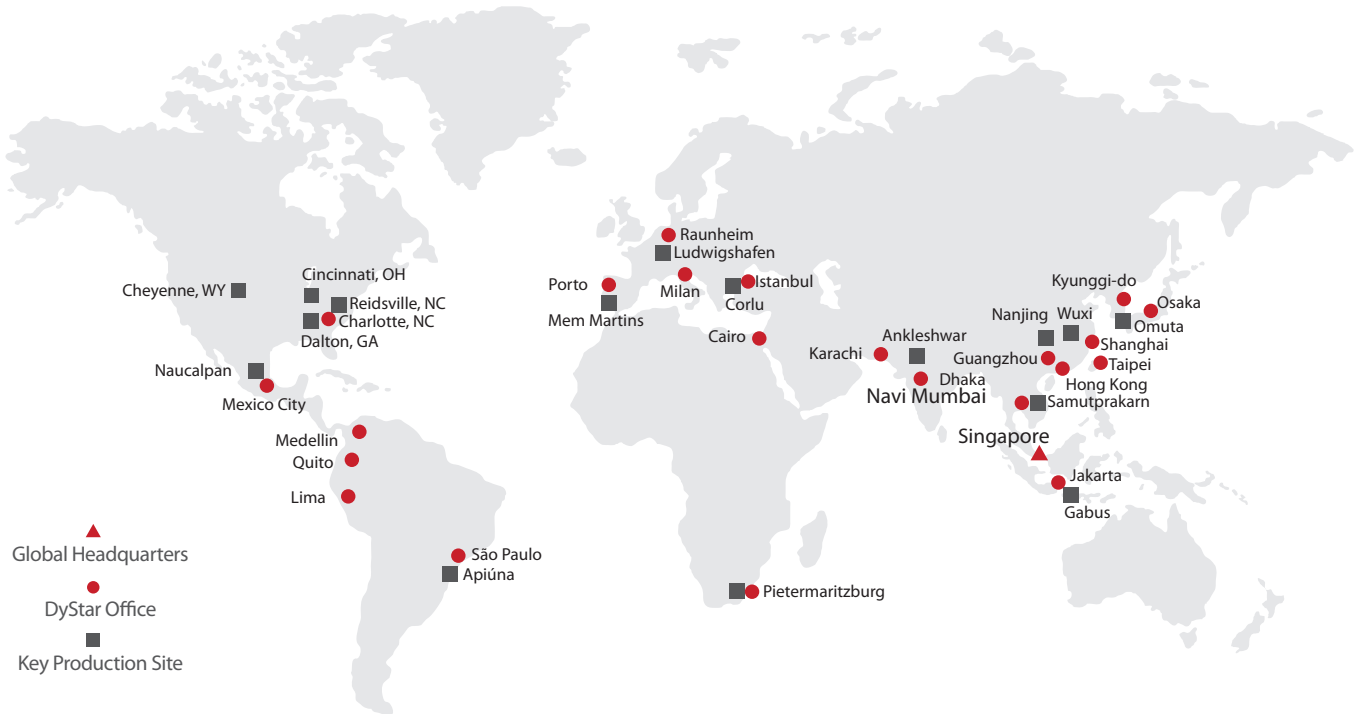 Raunheim
Ludwigshafen
Cincinnati, OH
Cheyenne, WY
Reidsville, NC
Charlotte, NC
Dalton, GA
Porto
Milan
Istanbul
Corlu
Mem Martins
Kyunggi-do
Osaka
Nanjing
Wuxi
Omuta
Cairo
Ankleshwar
Karachi
Shanghai
Guangzhou
Taipei
Naucalpan
Dhaka
Hong Kong
Navi Mumbai
Samutprakarn
Mexico City
Medellin
Singapore
Quito
Jakarta
Lima
Gabus
Global Headquarters
São Paulo
Apiúna
Pietermaritzburg
DyStar Office
Key Production Site